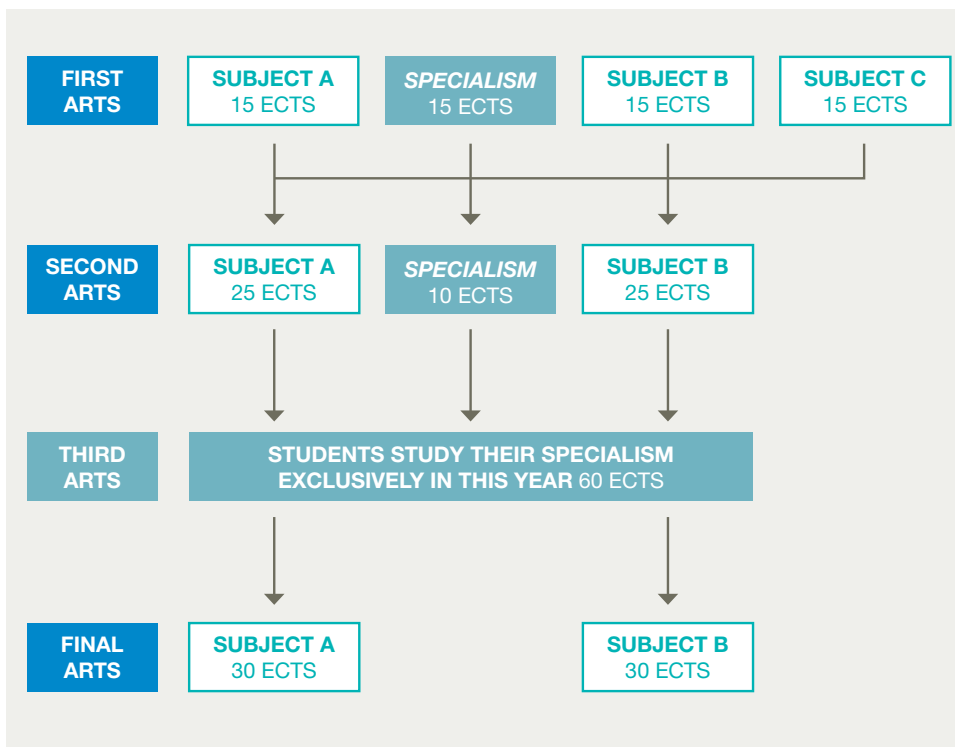 FIRST
ARTS
SUBJECT A
15 ECTS
SPECIALISM
15 ECTS
SUBJECT B
15 ECTS
SUBJECT C
15 ECTS
SECOND
ARTS
SUBJECT A
25 ECTS
SPECIALISM
10 ECTS
SUBJECT B
25 ECTS
THIRD
ARTS
STUDENTS STUDY THEIR SPECIALISM
EXCLUSIVELY IN THIS YEAR 60 ECTS
FINAL
ARTS
SUBJECT A
30 ECTS
SUBJECT B
30 ECTS